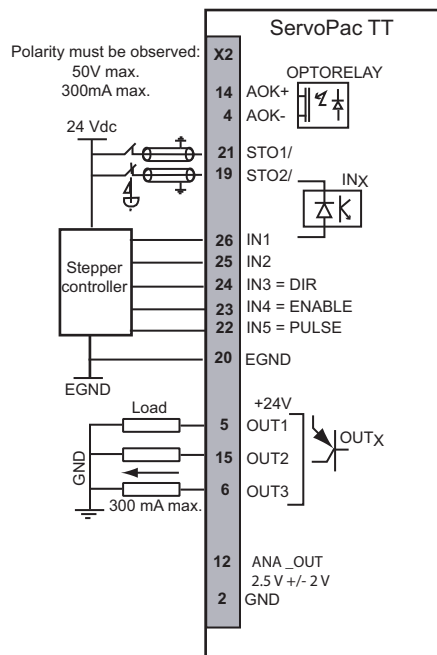 ServoPac TT
Polarity must be observed:
50V max.
300mA max.
X2
OPTORELAY
14 AOK+
4 AOK-
24 Vdc
21 STO1/
19 STO2/
INX
26 IN1
25 IN2
Stepper
controller
24 IN3 = DIR
23 IN4 = ENABLE
22 IN5 = PULSE
20 EGND
EGND
+24V
Load
5 OUT1
OUTX
15 OUT2
GND
6 OUT3
300 mA max.
12 ANA _OUT
2.5 V +/- 2 V
2 GND